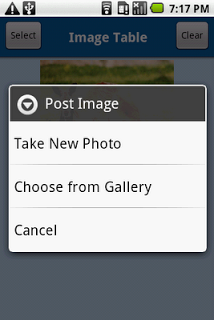 7:17 PM
Select Image Table Clear
Post Image
Take New Photo
Choose from Gallery
Cancel